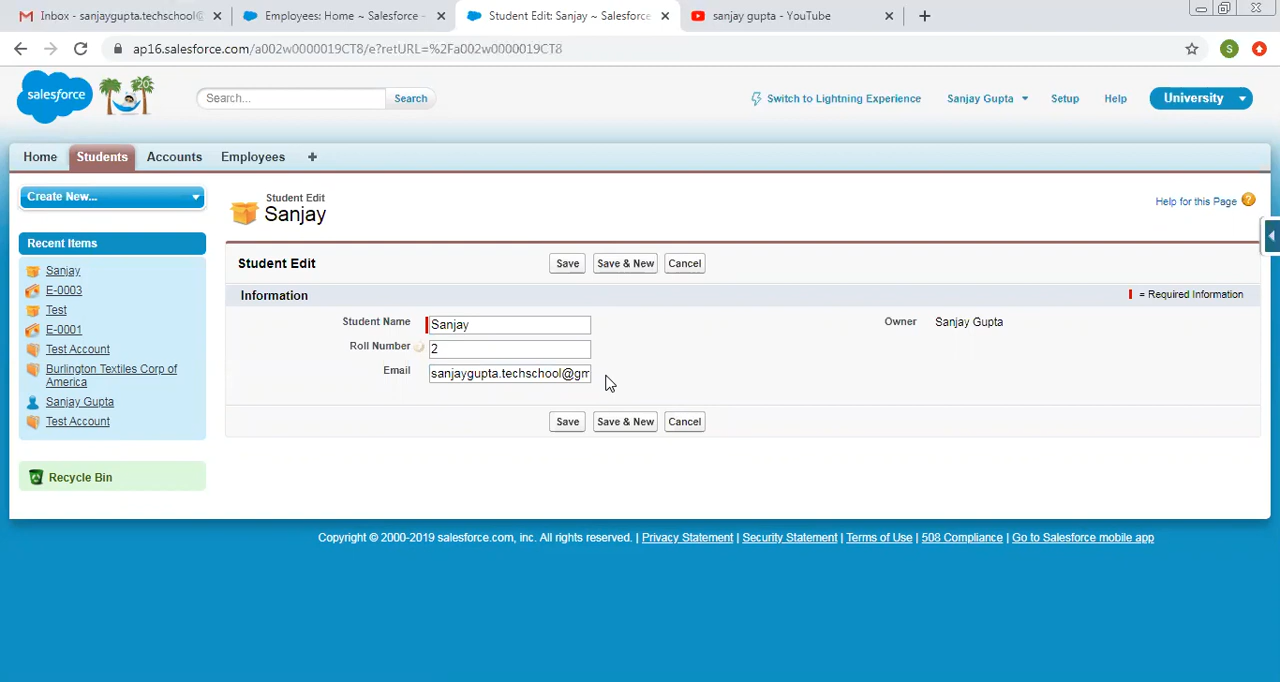 Inbox - sanjaygupta.techschool@
Employees: Home ~ Salesforce -
Student Edit: Sanjay ~ Salesforce
sanjay gupta - YouTube
ap16.salesforce.com/a002w0000019CT8/e?retURL=%2Fa002w0000019CT8
S
salesforce
20
Search...
Search
Switch to Lightning Experience
Sanjay Gupta
Setup
Help
University
Home
Students
Accounts
Employees
+
Create New...
Student Edit
Sanjay
Help for this Page
?
Recent Items
Sanjay
E-0003
Test
E-0001
Test Account
Burlington Textiles Corp of
America
Sanjay Gupta
Test Account
Recycle Bin
Student Edit
Save
Save & New
Cancel
Information
= Required Information
Student Name
Sanjay
Owner
Sanjay Gupta
Roll Number
2
Email
sanjaygupta.techschool@gm
Save
Save & New
Cancel
Copyright © 2000-2019 salesforce.com, inc. All rights reserved. | Privacy Statement | Security Statement | Terms of Use | 508 Compliance | Go to Salesforce mobile app